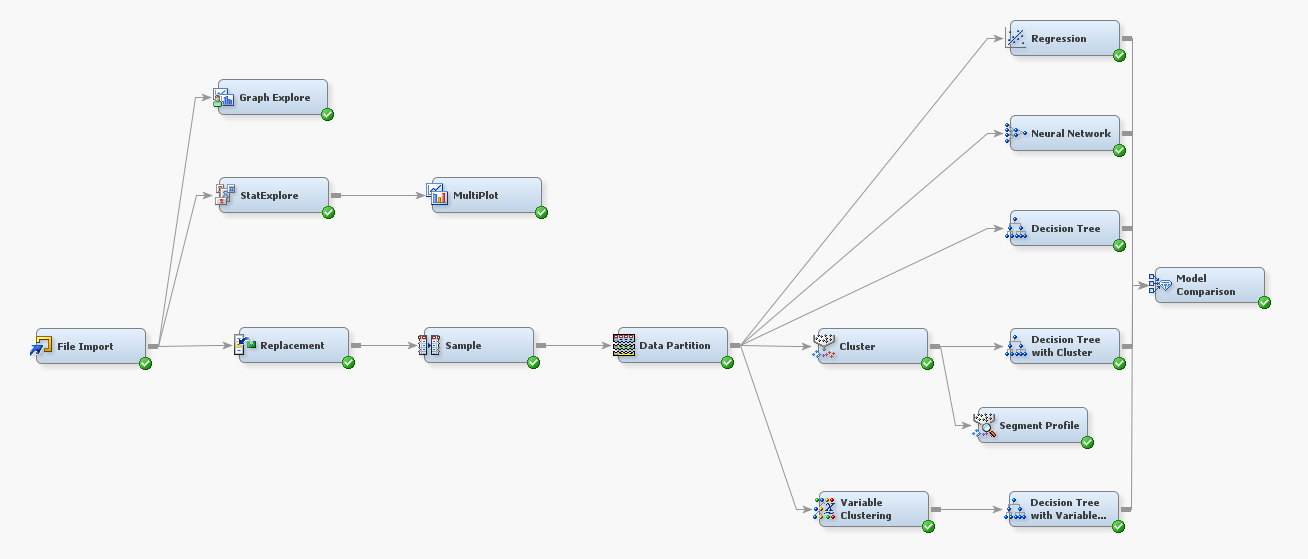 Regression
Graph Explore
Neural Network
StatExplore
MultiPlot
Decision Tree
Model
Comparison
File Import
Replacement
Sample
Data Partition
Cluster
Decision Tree
with Cluster
Segment Profile
Variable
Clustering
Decision Tree
with Variable...